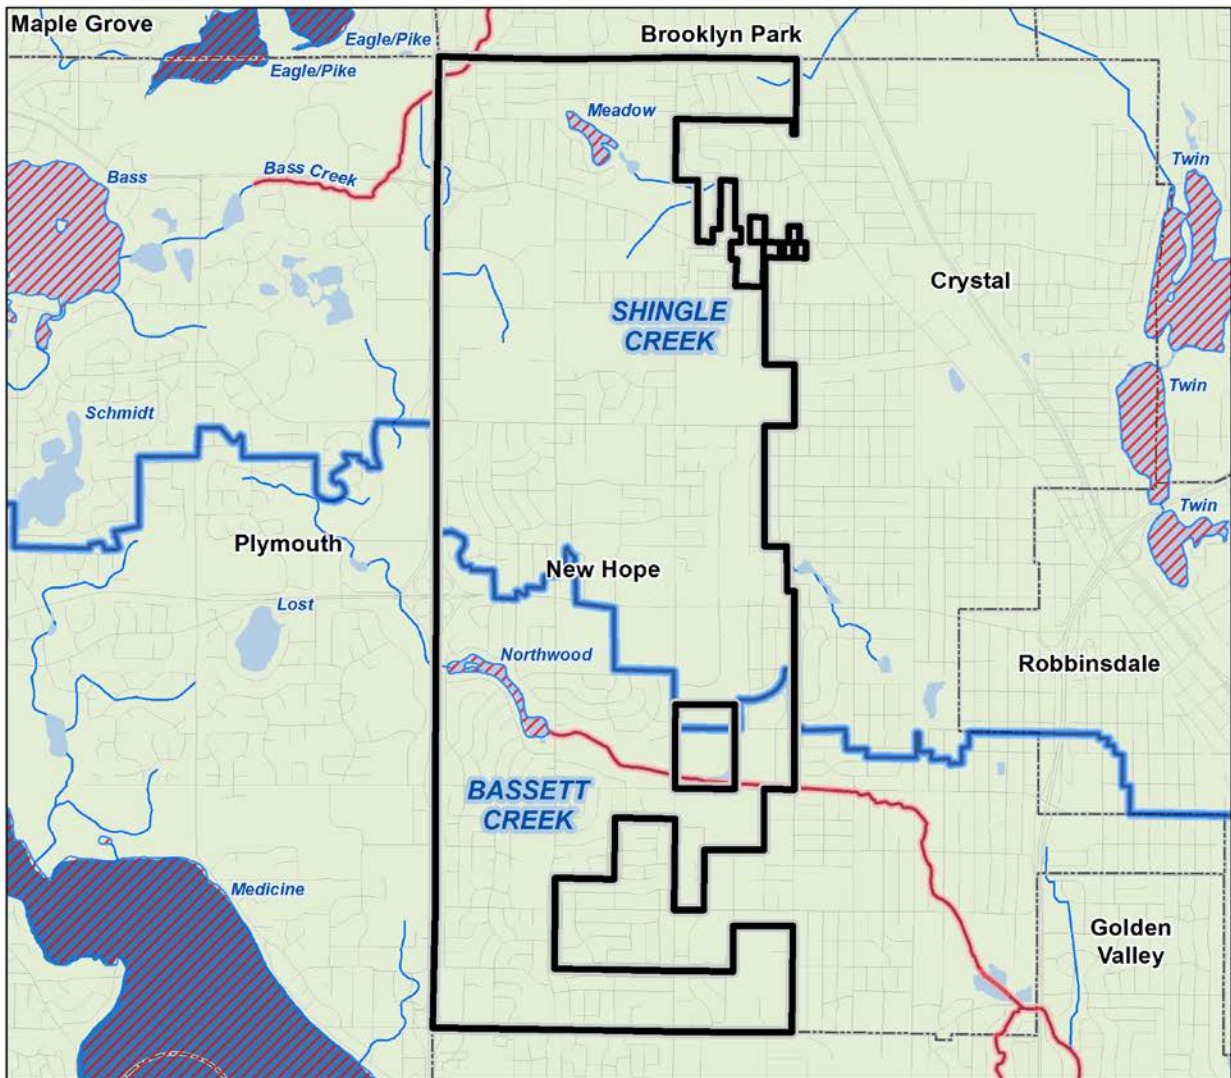 Maple Grove
Brooklyn Park
Eagle/Pike
Eagle/Pike
Meadow
Bass
Bass Creek
Twin
Crystal
SHINGLE
CREEK
Twin
Schmidt
Twin
Plymouth
New Hope
Lost
Northwood
Robbinsdale
BASSETT
CREEK
Medicine
Golden
Valley